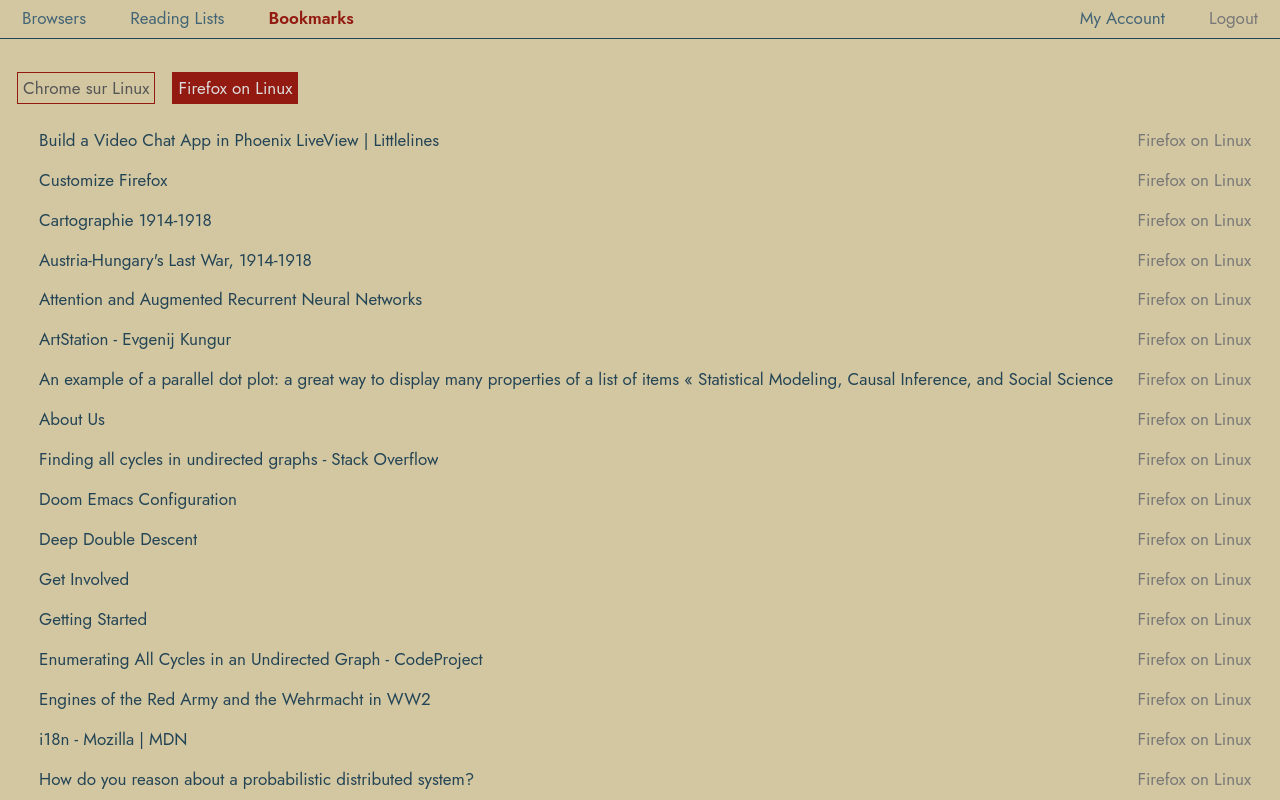 Browsers Reading Lists Bookmarks My Account Logout
Chrome sur Linux Firefox on Linux
Build a Video Chat App in Phoenix LiveView | Littlelines Firefox on Linux
Customize Firefox Firefox on Linux
Cartographie 1914-1918 Firefox on Linux
Austria-Hungary's Last War, 1914-1918 Firefox on Linux
Attention and Augmented Recurrent Neural Networks Firefox on Linux
ArtStation - Evgenij Kungur Firefox on Linux
An example of a parallel dot plot: a great way to display many properties of a list of items « Statistical Modeling, Causal Inference, and Social Science Firefox on Linux
About Us Firefox on Linux
Finding all cycles in undirected graphs - Stack Overflow Firefox on Linux
Doom Emacs Configuration Firefox on Linux
Deep Double Descent Firefox on Linux
Get Involved Firefox on Linux
Getting Started Firefox on Linux
Enumerating All Cycles in an Undirected Graph - CodeProject Firefox on Linux
Engines of the Red Army and the Wehrmacht in WW2 Firefox on Linux
i18n - Mozilla | MDN Firefox on Linux
How do you reason about a probabilistic distributed system? Firefox on Linux